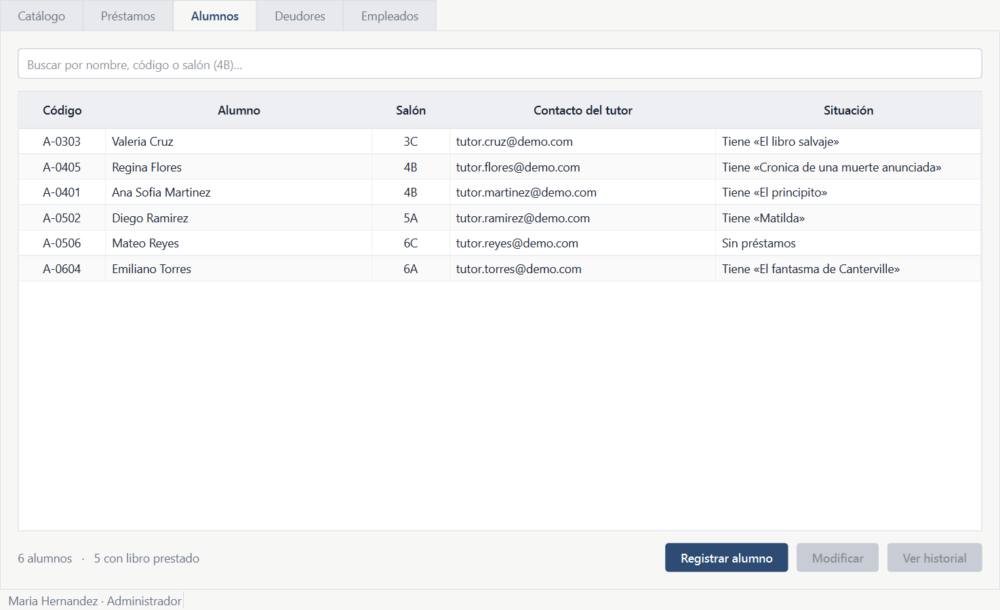 Catálogo Préstamos Alumnos Deudores Empleados
Buscar por nombre, código o salón (4B)...
Código Alumno Salón Contacto del tutor Situación
A-0303 Valeria Cruz 3C tutor.cruz@demo.com Tiene «El libro salvaje»
A-0405 Regina Flores 4B tutor.flores@demo.com Tiene «Cronica de una muerte anunciada»
A-0401 Ana Sofia Martinez 4B tutor.martinez@demo.com Tiene «El principito»
A-0502 Diego Ramirez 5A tutor.ramirez@demo.com Tiene «Matilda»
A-0506 Mateo Reyes 6C tutor.reyes@demo.com Sin préstamos
A-0604 Emiliano Torres 6A tutor.torres@demo.com Tiene «El fantasma de Canterville»
6 alumnos · 5 con libro prestado Registrar alumno Modificar Ver historial
Maria Hernandez · Administrador